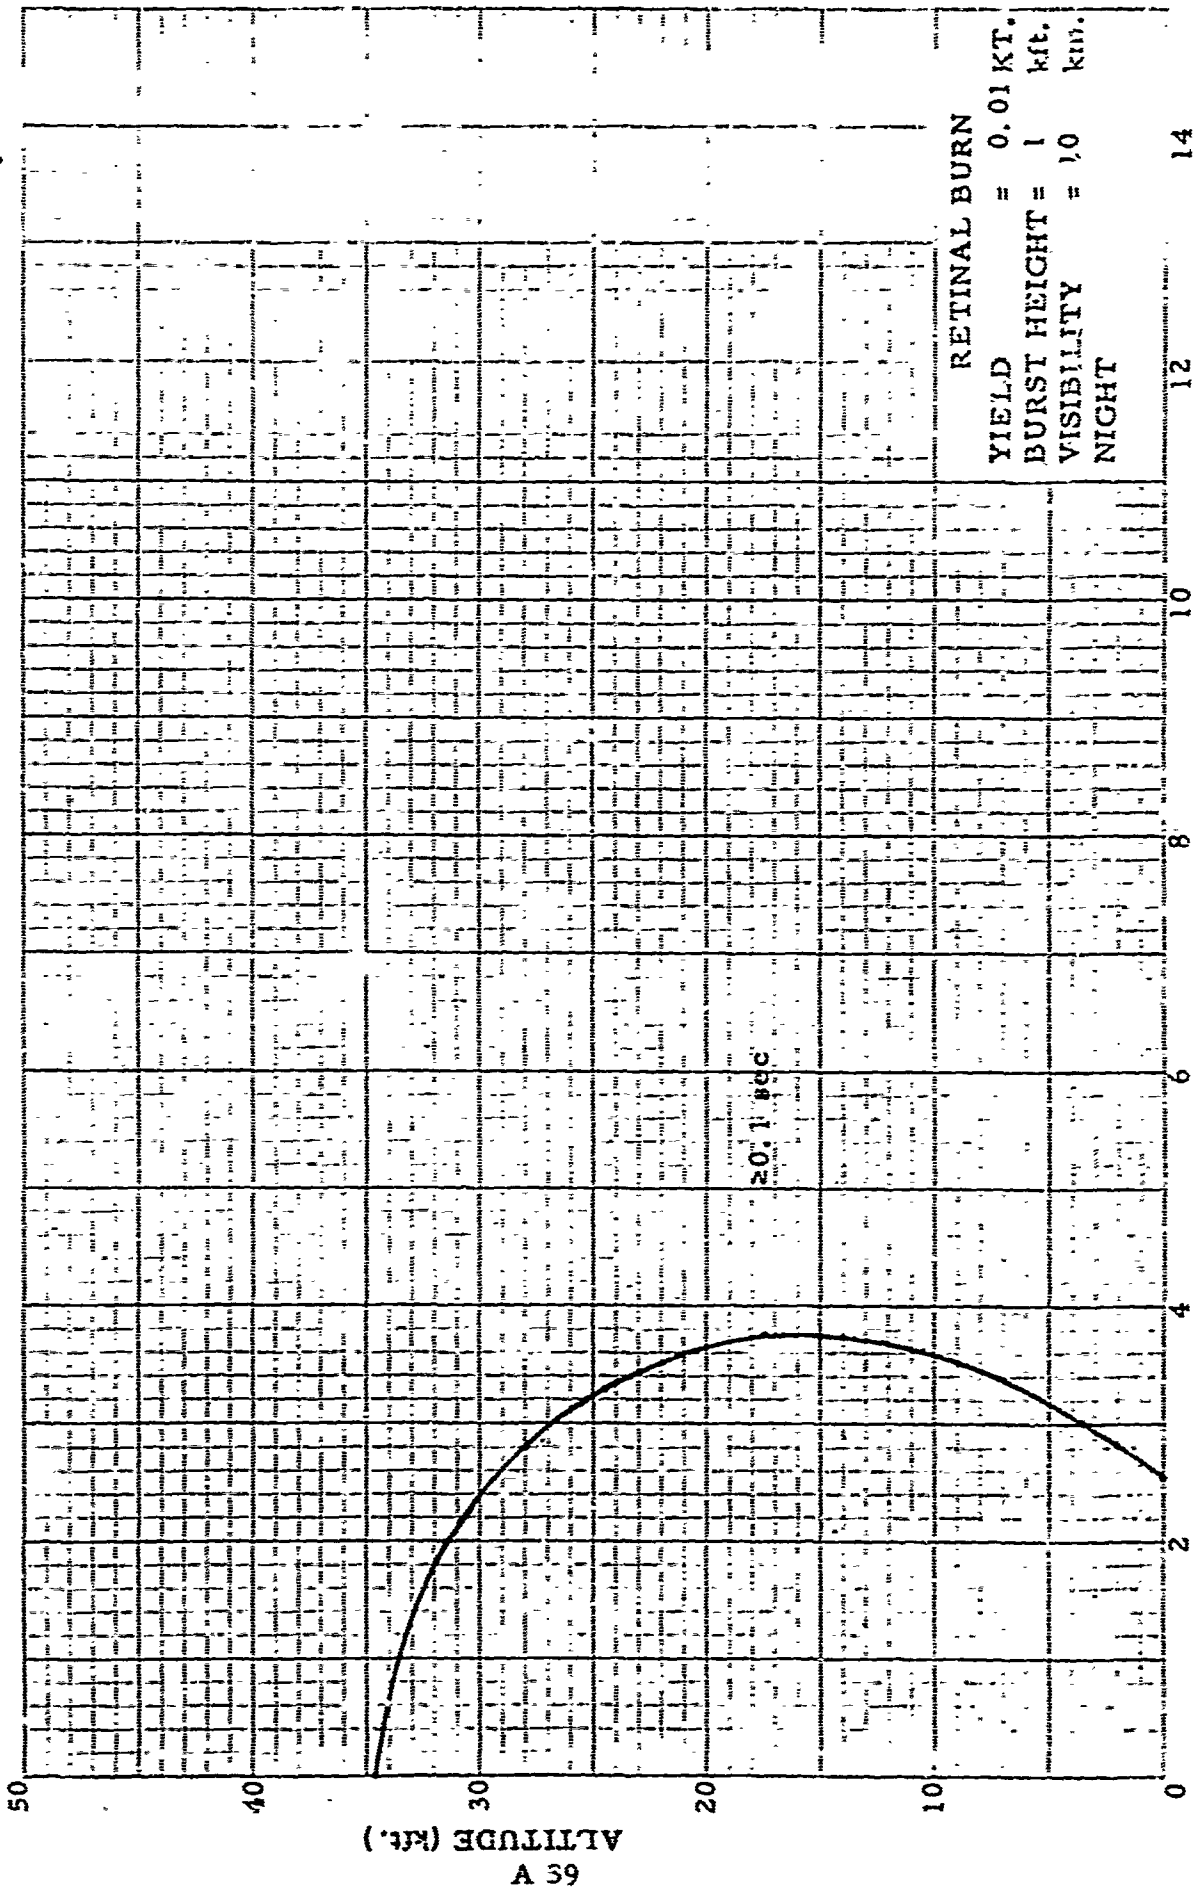 RETINAL BURN
YIELD = 0.01 KT.
BURST HEIGHT = 1 kft.
VISIBILITY = 10 km.
NIGHT
≥0.1 sec
50
40
30
20
10
0
2
4
6
8
10
12
14
ALTITUDE (kft.)
A 39